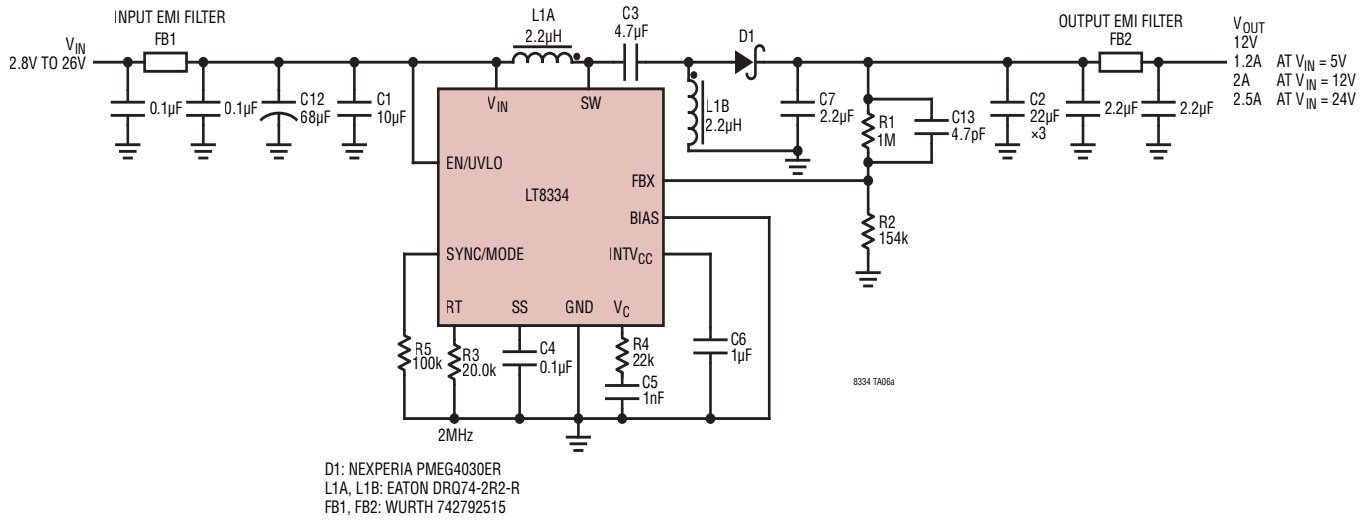 INPUT EMI FILTER
FB1
V_IN
2.8V TO 26V
0.1µF
0.1µF
C12
68µF
C1
10µF
L1A
2.2µH
C3
4.7µF
L1B
2.2µH
D1
C7
2.2µF
R1
1M
C13
4.7pF
C2
22µF
×3
OUTPUT EMI FILTER
FB2
2.2µF
2.2µF
V_OUT
12V
1.2A AT V_IN = 5V
2A AT V_IN = 12V
2.5A AT V_IN = 24V
V_IN
SW
EN/UVLO
LT8334
FBX
BIAS
SYNC/MODE
INTV_CC
RT
SS
GND
V_C
R2
154k
R5
100k
R3
20.0k
C4
0.1µF
R4
22k
C5
1nF
C6
1µF
8334 TA06a
2MHz
D1: NEXPERIA PMEG4030ER
L1A, L1B: EATON DRQ74-2R2-R
FB1, FB2: WURTH 742792515